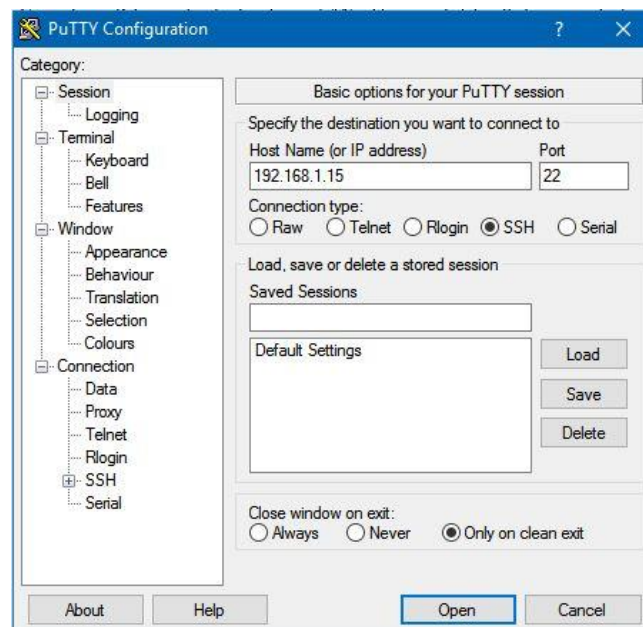 PuTTY Configuration
?
Category:
Session
Logging
Terminal
Keyboard
Bell
Features
Window
Appearance
Behaviour
Translation
Selection
Colours
Connection
Data
Proxy
Telnet
Rlogin
SSH
Serial
Basic options for your PuTTY session
Specify the destination you want to connect to
Host Name (or IP address) Port
192.168.1.15 22
Connection type:
Raw Telnet Rlogin SSH Serial
Load, save or delete a stored session
Saved Sessions
Default Settings
Load
Save
Delete
Close window on exit:
Always Never Only on clean exit
About Help Open Cancel